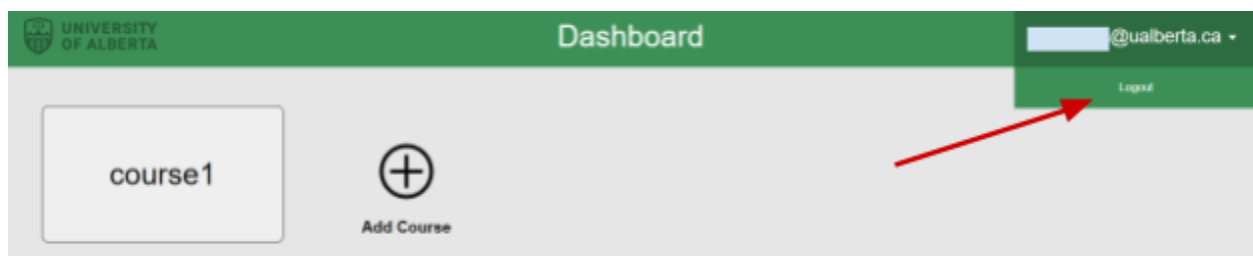 UNIVERSITY
OF ALBERTA
Dashboard
@ualberta.ca
Logout
course1
Add Course